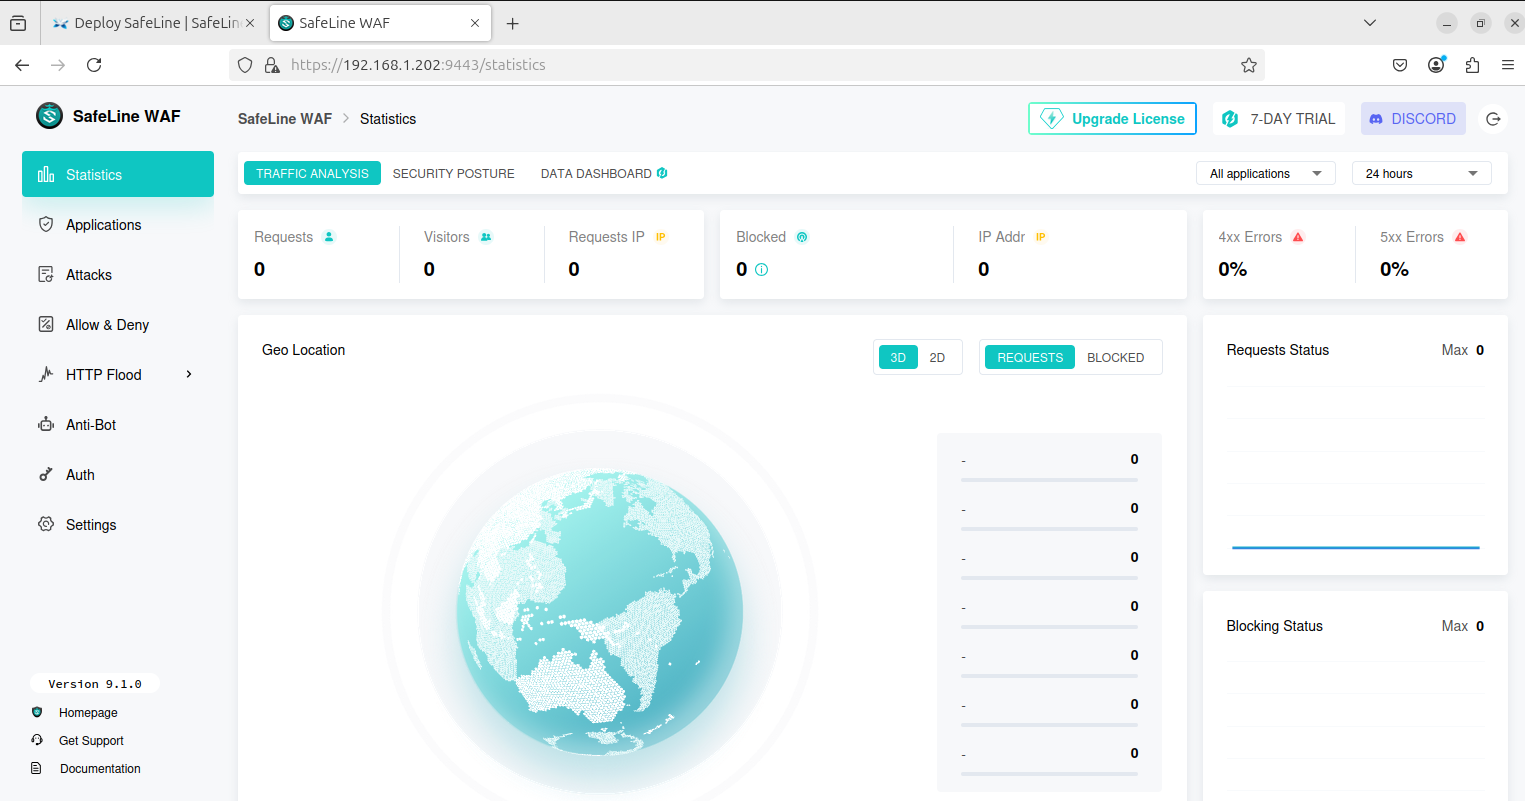 Deploy SafeLine | SafeLin
SafeLine WAF
https://192.168.1.202:9443/statistics
SafeLine WAF
SafeLine WAF > Statistics
Upgrade License
7-DAY TRIAL
DISCORD
Statistics
Applications
Attacks
Allow & Deny
HTTP Flood
Anti-Bot
Auth
Settings
Version 9.1.0
Homepage
Get Support
Documentation
TRAFFIC ANALYSIS SECURITY POSTURE DATA DASHBOARD
All applications 24 hours
Requests Visitors Requests IP IP
0 0 0
Blocked IP Addr IP
0 0
4xx Errors 5xx Errors
0% 0%
Geo Location
3D 2D
REQUESTS BLOCKED
- 0
- 0
- 0
- 0
- 0
- 0
- 0
Requests Status Max 0
Blocking Status Max 0